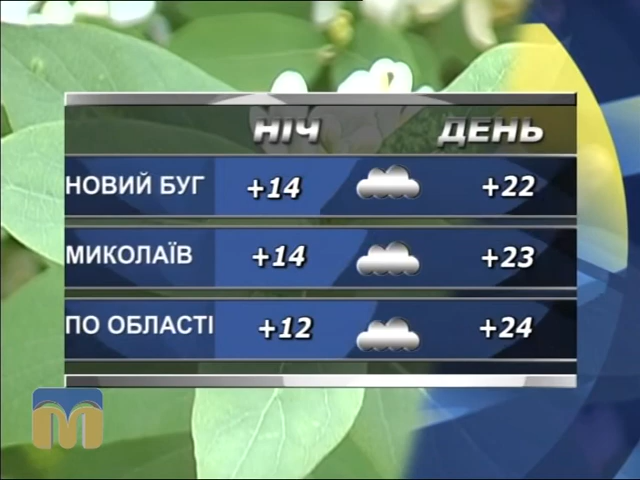 НІЧ ДЕНЬ
НОВИЙ БУГ +14 +22
МИКОЛАЇВ +14 +23
ПО ОБЛАСТІ +12 +24
M